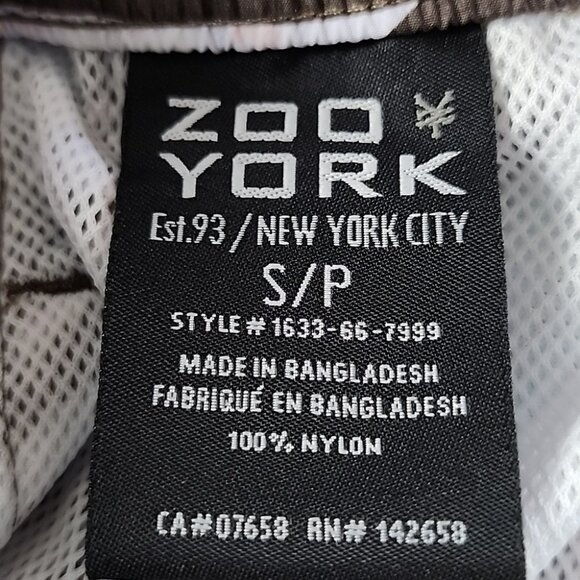 ZOO
YORK
Est.93 / NEW YORK CITY
S/P
STYLE # 1633-66-7999
MADE IN BANGLADESH
FABRIQUÉ EN BANGLADESH
100% NYLON
CA#07658 RN# 142658